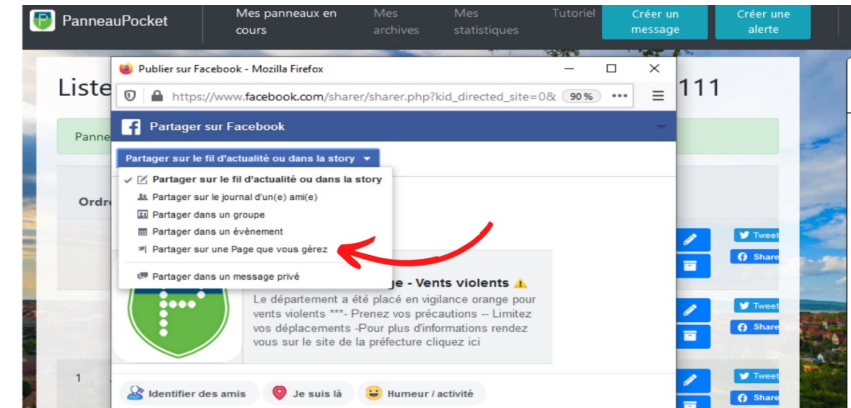 PanneauPocket
Mes panneaux en cours
Mes archives
Mes statistiques
Tutoriel
Créer un message
Créer une alerte
Liste
111
Publier sur Facebook - Mozilla Firefox
https://www.facebook.com/sharer/sharer.php?kid_directed_site=0&
90 %
Panne
Partager sur Facebook
Partager sur le fil d'actualité ou dans la story
Partager sur le fil d'actualité ou dans la story
Partager sur le journal d'un(e) ami(e)
Partager dans un groupe
Partager dans un évènement
Partager sur une Page que vous gérez
Partager dans un message privé
Ordre
ge - Vents violents ⚠
Le département a été placé en vigilance orange pour
vents violents ***- Prenez vos précautions -- Limitez
vos déplacements -Pour plus d'informations rendez
vous sur le site de la préfecture cliquez ici
Tweet
Share
Tweet
Share
1
Tweet
Share
Identifier des amis
Je suis là
Humeur / activité